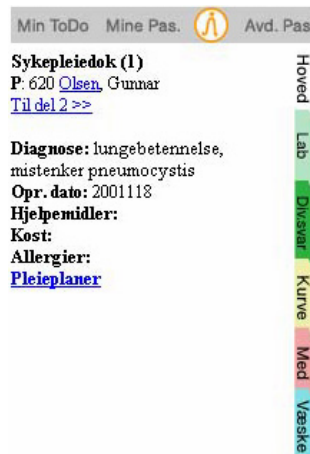 Min ToDo Mine Pas. Avd. Pas
Sykepleiedok (1)
P: 620 Olsen, Gunnar
Til del 2 >>
Diagnose: lungebetennelse,
mistenker pneumocystis
Opr. dato: 2001118
Hjelpemidler:
Kost:
Allergier:
Pleieplaner
Hoved
Lab
Div.svar
Kurve
Med
Væske